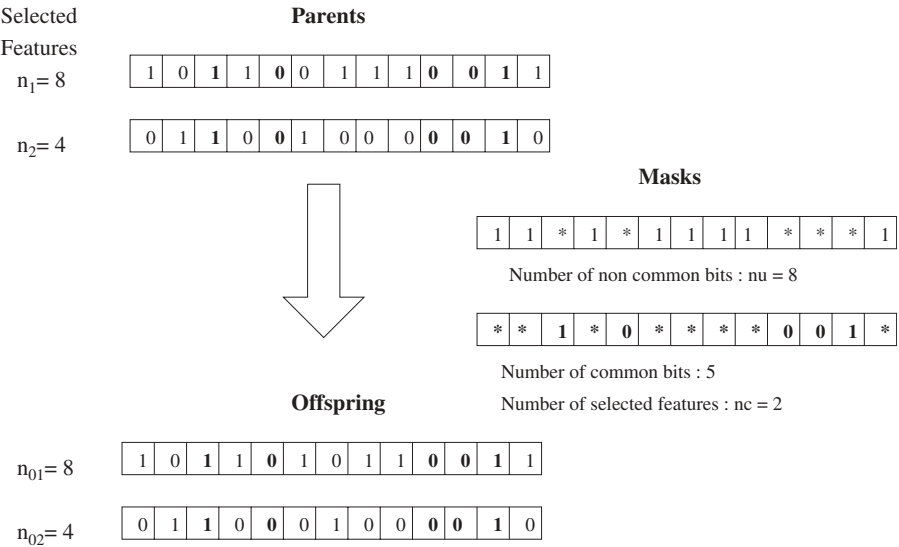 Selected Parents
Features
n1= 8 1 0 1 1 0 0 1 1 1 0 0 1 1
n2= 4 0 1 1 0 0 1 0 0 0 0 0 1 0
Masks
1 1 * 1 * 1 1 1 1 * * * 1
Number of non common bits : nu = 8
* * 1 * 0 * * * * 0 0 1 *
Number of common bits : 5
Offspring Number of selected features : nc = 2
n01= 8 1 0 1 1 0 1 0 1 1 0 0 1 1
n02= 4 0 1 1 0 0 0 1 0 0 0 0 1 0